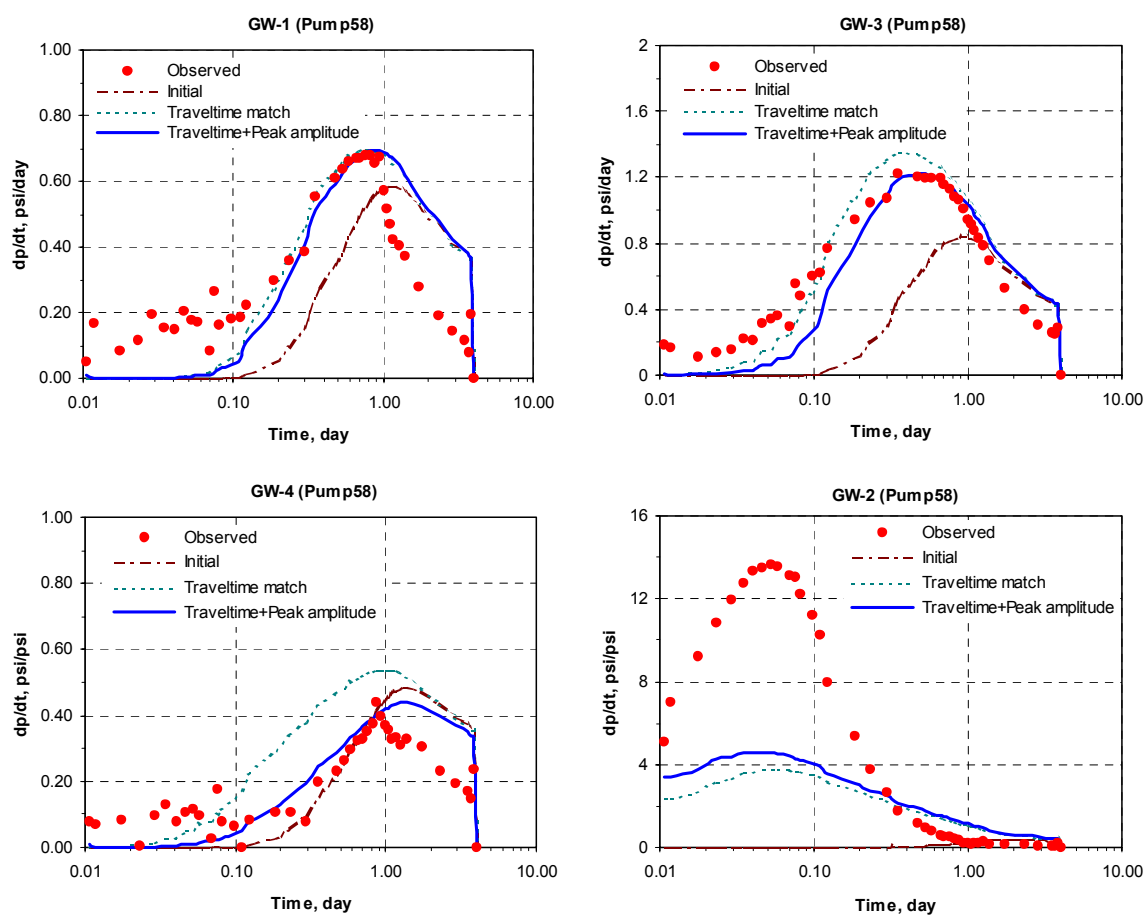 GW-1 (Pump58)
1.00
0.80
0.60
0.40
0.20
0.00
dp/dt, psi/day
Observed
Initial
Traveltime match
Traveltime+Peak amplitude
0.01
0.10
1.00
10.00
Time, day
GW-3 (Pump58)
2
1.6
1.2
0.8
0.4
0
dp/dt, psi/day
Observed
Initial
Traveltime match
Traveltime+Peak amplitude
0.01
0.10
1.00
10.00
Time, day
GW-4 (Pump58)
1.00
0.80
0.60
0.40
0.20
0.00
dp/dt, psi/psi
Observed
Initial
Traveltime match
Traveltime+Peak amplitude
0.01
0.10
1.00
10.00
Time, day
GW-2 (Pump58)
16
12
8
4
0
dp/dt, psi/psi
Observed
Initial
Traveltime match
Traveltime+Peak amplitude
0.01
0.10
1.00
10.00
Time, day